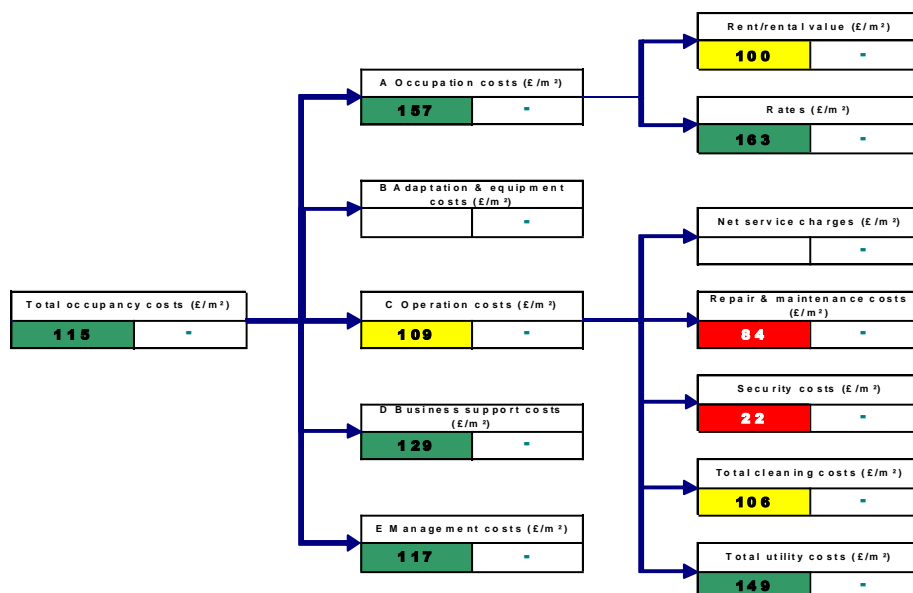 Rent/rental value (£/m²)
100 -
A Occupation costs (£/m²)
157 -
Rates (£/m²)
163 -
B Adaptation & equipment
costs (£/m²)
-
Net service charges (£/m²)
-
Total occupancy costs (£/m²)
115 -
C Operation costs (£/m²)
109 -
Repair & maintenance costs
(£/m²)
84 -
Security costs (£/m²)
22 -
D Business support costs
(£/m²)
129 -
Total cleaning costs (£/m²)
106 -
E Management costs (£/m²)
117 -
Total utility costs (£/m²)
149 -